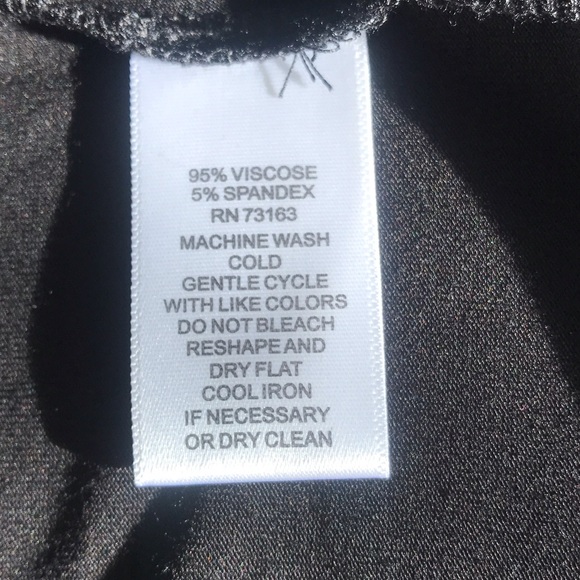 95% VISCOSE
5% SPANDEX
RN 73163
MACHINE WASH
COLD
GENTLE CYCLE
WITH LIKE COLORS
DO NOT BLEACH
RESHAPE AND
DRY FLAT
COOL IRON
IF NECESSARY
OR DRY CLEAN